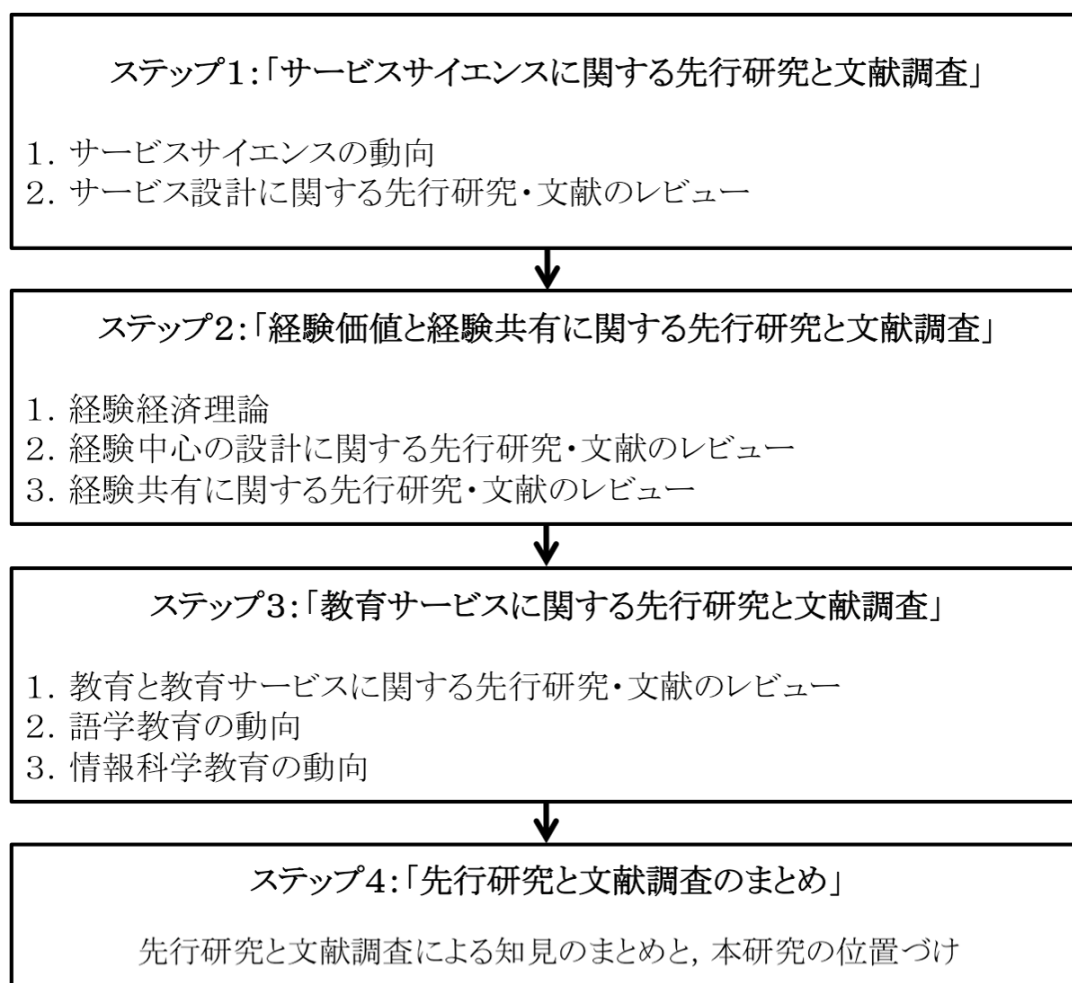 ステップ1:「サービスサイエンスに関する先行研究と文献調査」
1. サービスサイエンスの動向
2. サービス設計に関する先行研究・文献のレビュー
ステップ2:「経験価値と経験共有に関する先行研究と文献調査」
1. 経験経済理論
2. 経験中心の設計に関する先行研究・文献のレビュー
3. 経験共有に関する先行研究・文献のレビュー
ステップ3:「教育サービスに関する先行研究と文献調査」
1. 教育と教育サービスに関する先行研究・文献のレビュー
2. 語学教育の動向
3. 情報科学教育の動向
ステップ4:「先行研究と文献調査のまとめ」
先行研究と文献調査による知見のまとめと, 本研究の位置づけ